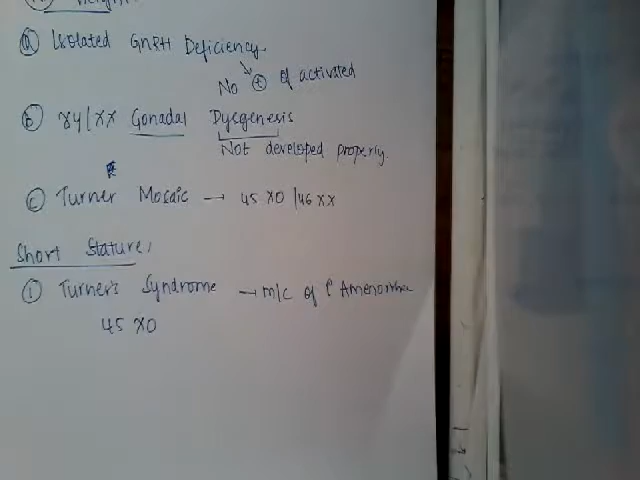 Height
ⓐ Isolated GnRH Deficiency
↘
No ⊕ of activated
ⓑ XY/XX Gonadal Dysgenesis
Not developed properly.
ⓒ Turner Mosaic → 45 XO/46 XX
Short Stature,
① Turner's Syndrome → m/c of 1° Amenorrhea
45 XO